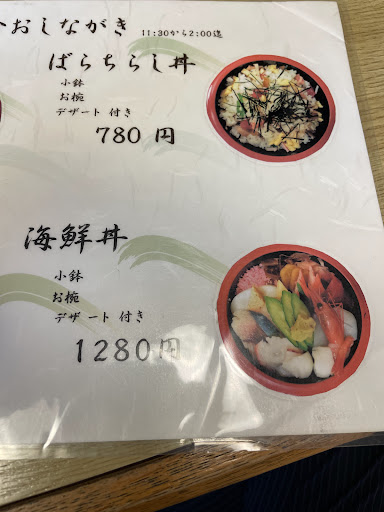 おしながき 11:30から2:00迄
ばらちらし丼
小鉢
お椀
デザート 付き
780 円
海鮮丼
小鉢
お椀
デザート 付き
1280円